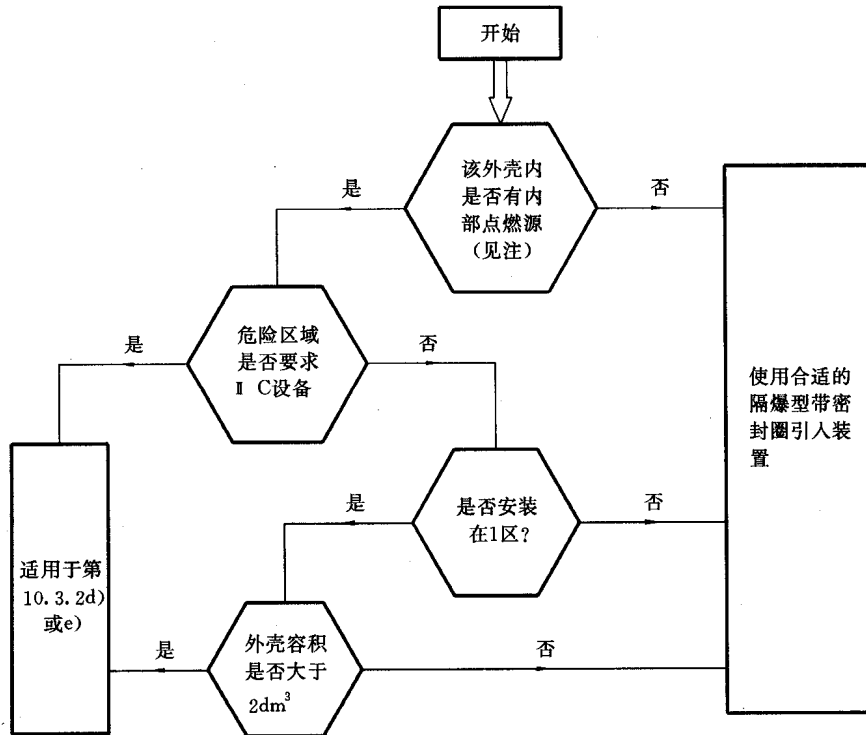 开始
该外壳内
是否有内
部点燃源
(见注)
是
否
危险区域
是否要求
Ⅱ C设备
是
否
使用合适的
隔爆型带密
封圈引入装
置
是否安装
在1区?
是
否
适用于第
10.3.2d)
或e)
外壳容积
是否大于
2dm³
是
否